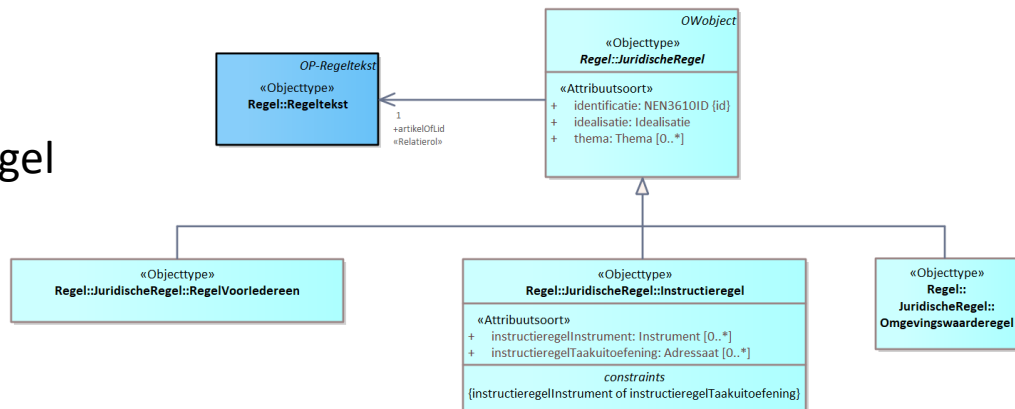 OWobject
«Objecttype»
Regel::JuridischeRegel
«Attribuutsoort»
+ identificatie: NEN3610ID {id}
+ idealisatie: Idealisatie
+ thema: Thema [0..*]
OP-Regeltekst
«Objecttype»
Regel::Regeltekst
1
+artikelOfLid
«Relatierol»
gel
«Objecttype»
Regel::JuridischeRegel::RegelVoorIedereen
«Objecttype»
Regel::JuridischeRegel::Instructieregel
«Attribuutsoort»
+ instructieregelInstrument: Instrument [0..*]
+ instructieregelTaakuitoefening: Adressaat [0..*]
constraints
{instructieregelInstrument of instructieregelTaakuitoefening}
«Objecttype»
Regel::
JuridischeRegel::
Omgevingswaarderegel